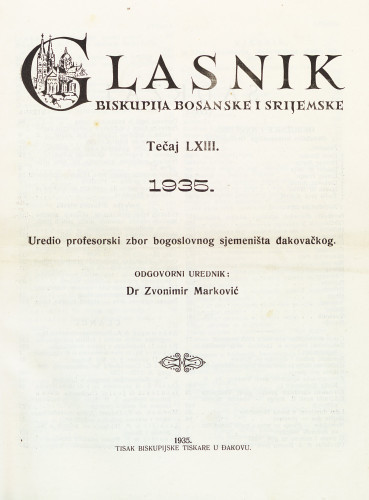 GLASNIK
BISKUPIJA BOSANSKE I SRIJEMSKE
Tečaj LXIII.
1935.
Uredio profesorski zbor bogoslovnog sjemeništa đakovačkog.
ODGOVORNI UREDNIK:
Dr Zvonimir Marković
1935.
TISAK BISKUPIJSKE TISKARE U ĐAKOVU.